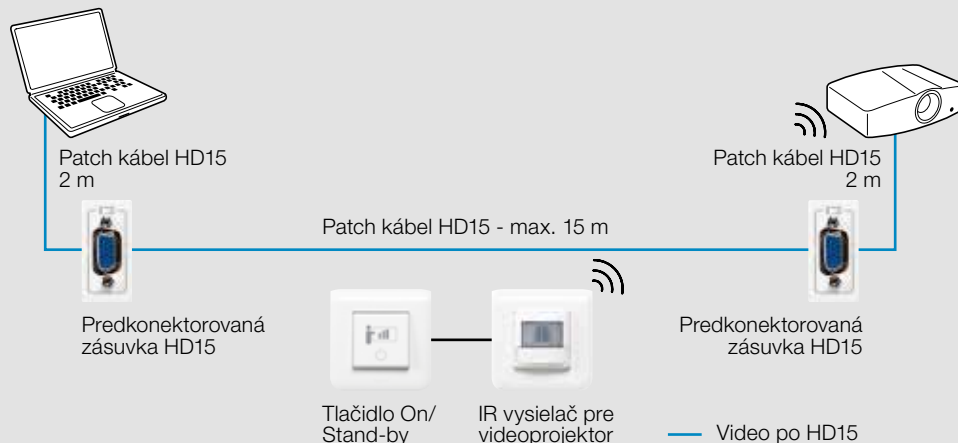 Patch kábel HD15
2 m
Patch kábel HD15
2 m
Patch kábel HD15 - max. 15 m
Predkonektorovaná
zásuvka HD15
Predkonektorovaná
zásuvka HD15
Tlačidlo On/
Stand-by
IR vysielač pre
videoprojektor
Video po HD15